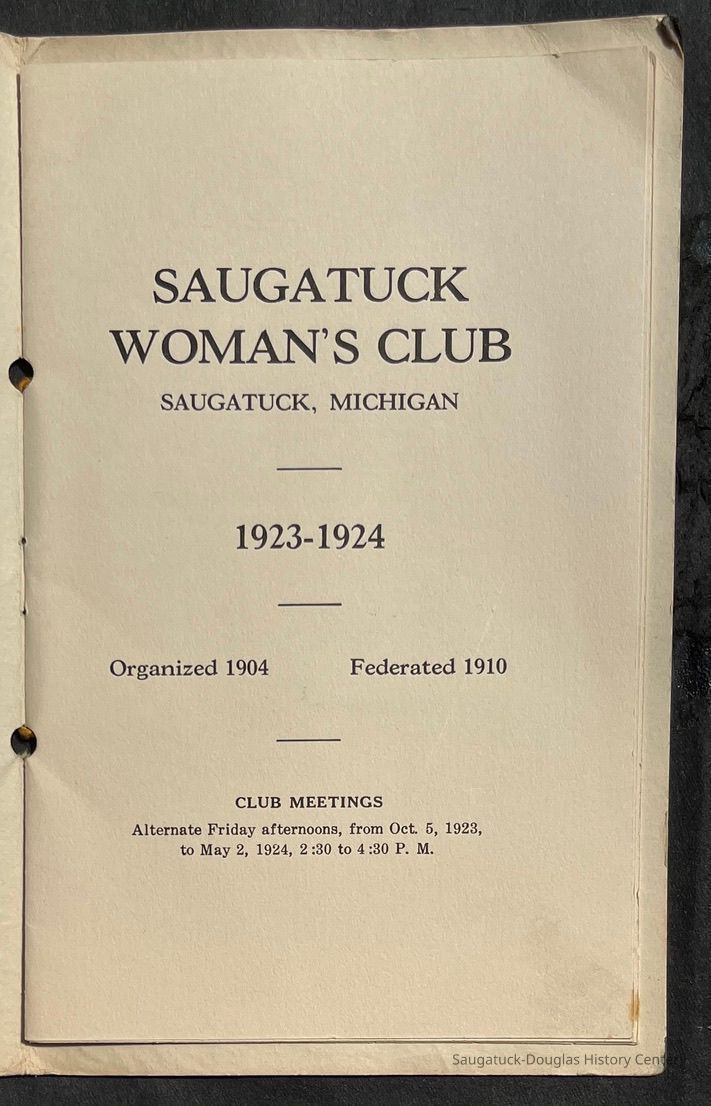 SAUGATUCK
WOMAN'S CLUB
SAUGATUCK, MICHIGAN
1923-1924
Organized 1904 Federated 1910
CLUB MEETINGS
Alternate Friday afternoons, from Oct. 5, 1923,
to May 2, 1924, 2:30 to 4:30 P. M.
Saugatuck-Douglas History Center